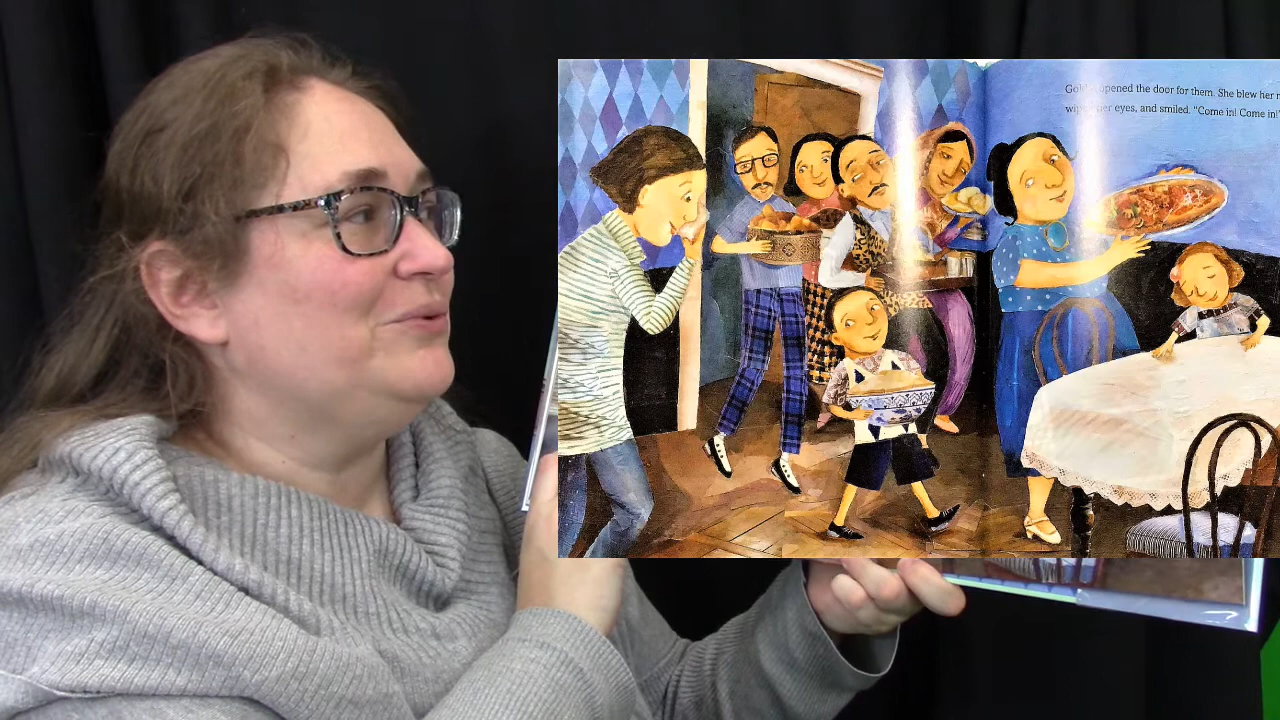 opened the door for them. She blew her
eyes, and smiled. "Come in! Come in!